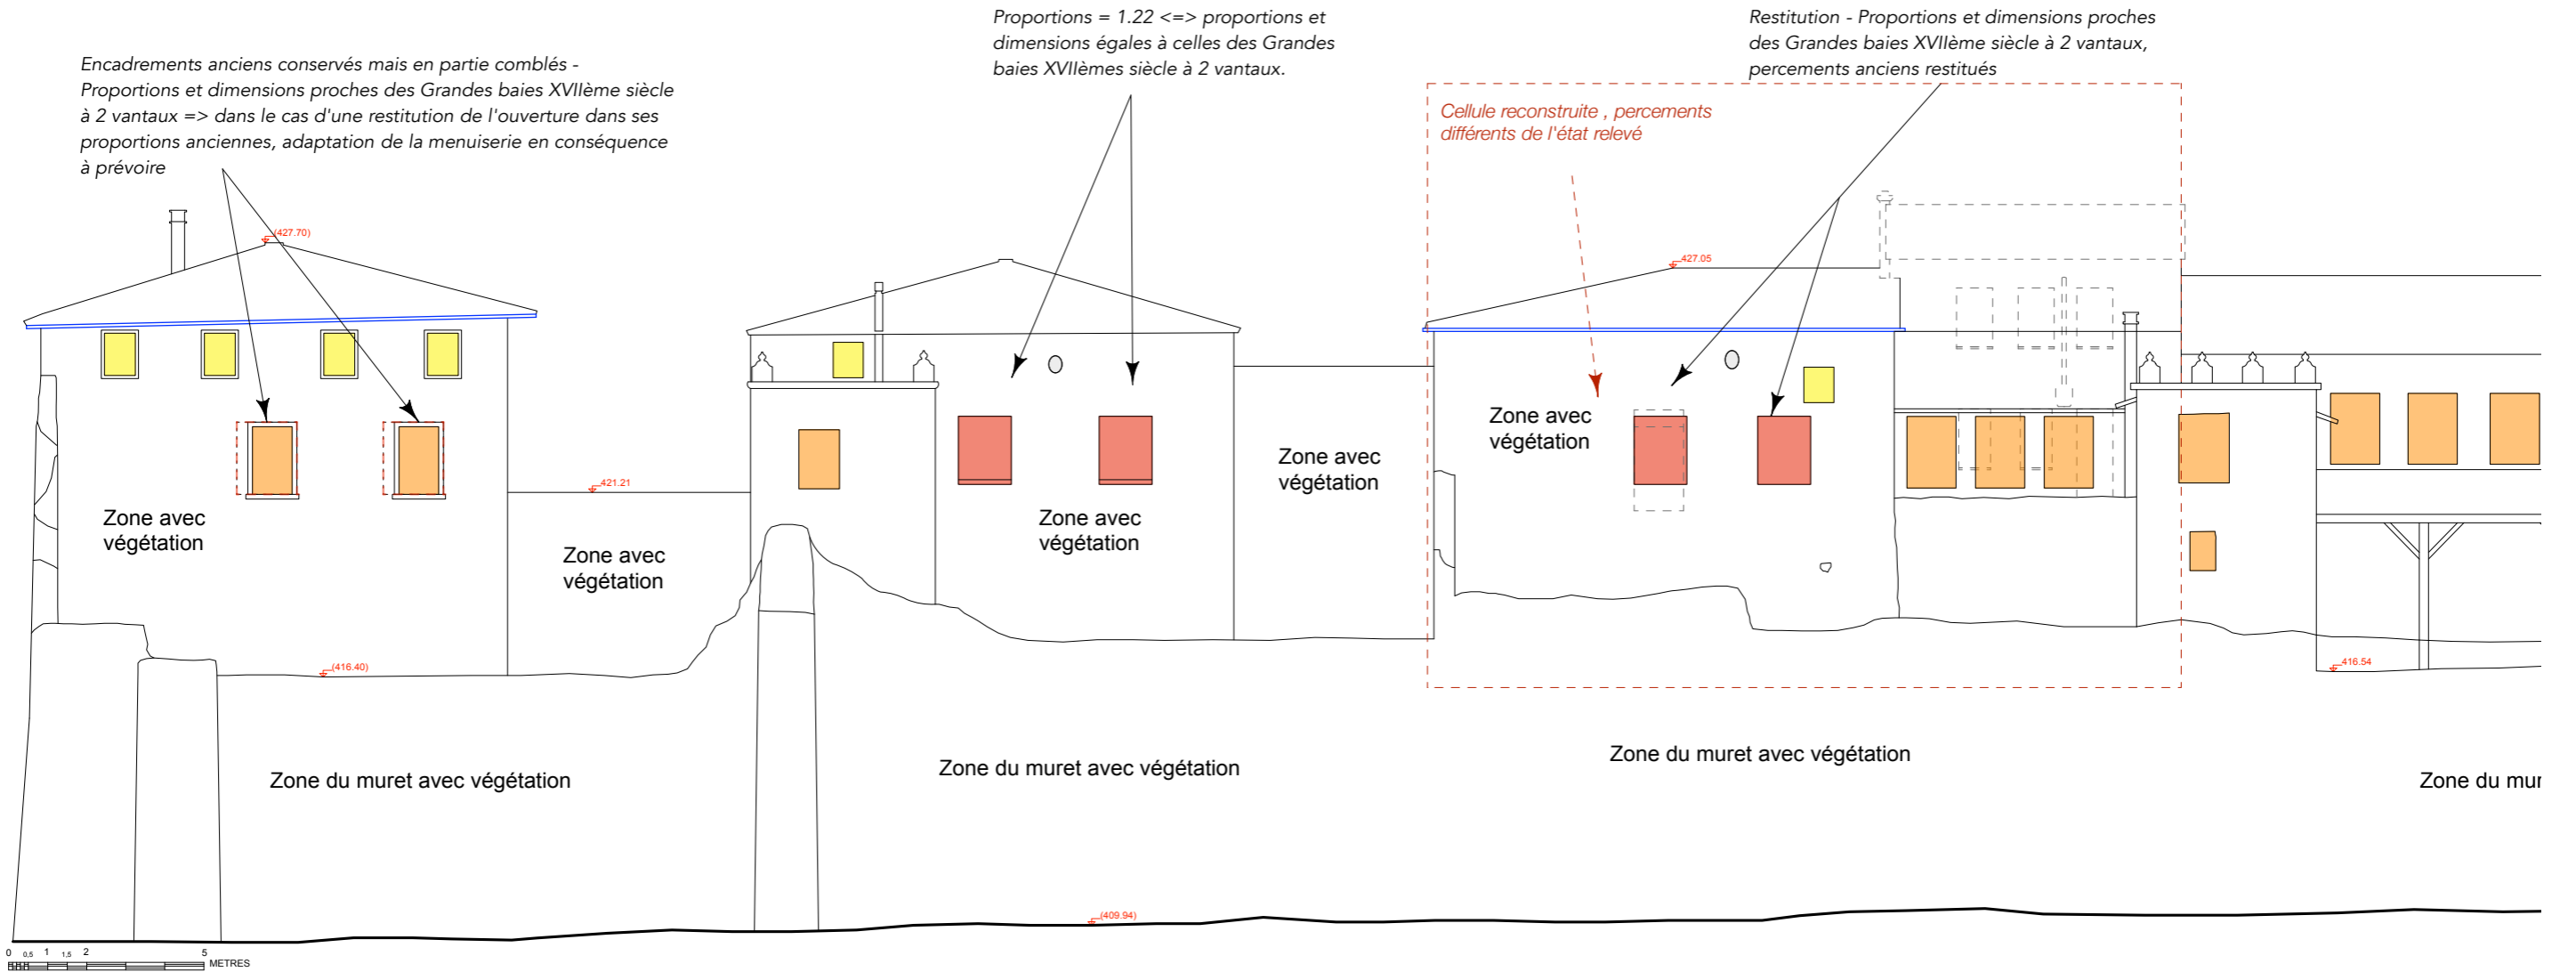 Encadrements anciens conservés mais en partie comblés -
Proportions et dimensions proches des Grandes baies XVIIème siècle
à 2 vantaux => dans le cas d'une restitution de l'ouverture dans ses
proportions anciennes, adaptation de la menuiserie en conséquence
à prévoire
Proportions = 1.22 <=> proportions et
dimensions égales à celles des Grandes
baies XVIIèmes siècle à 2 vantaux.
Restitution - Proportions et dimensions proches
des Grandes baies XVIIème siècle à 2 vantaux,
percements anciens restitués
Cellule reconstruite , percements
différents de l'état relevé
(427.70)
427.05
Zone avec
végétation
421.21
Zone avec
végétation
Zone avec
végétation
Zone avec
végétation
Zone avec
végétation
(416.40)
416.54
Zone du muret avec végétation
Zone du muret avec végétation
Zone du muret avec végétation
Zone du mur
(409.94)
0 0,5 1 1,5 2 5
METRES